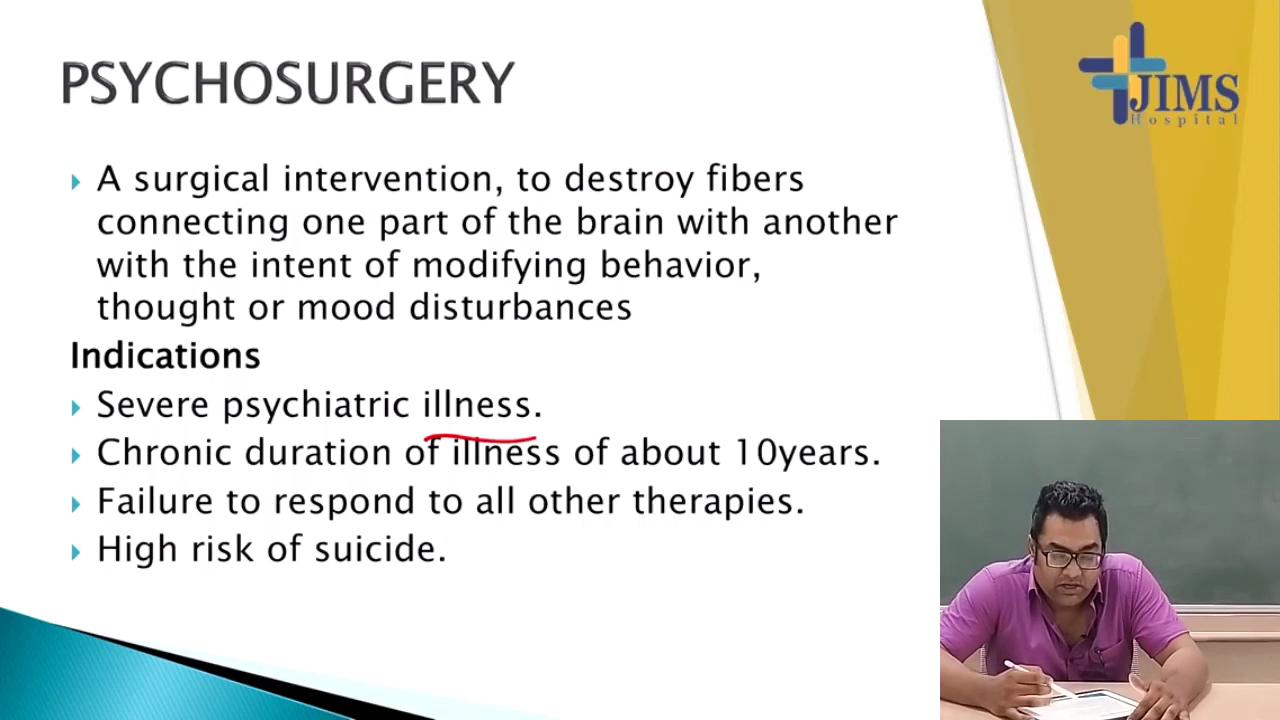 PSYCHOSURGERY
JIMS
Hospital
A surgical intervention, to destroy fibers
connecting one part of the brain with another
with the intent of modifying behavior,
thought or mood disturbances
Indications
Severe psychiatric illness.
Chronic duration of illness of about 10years.
Failure to respond to all other therapies.
High risk of suicide.